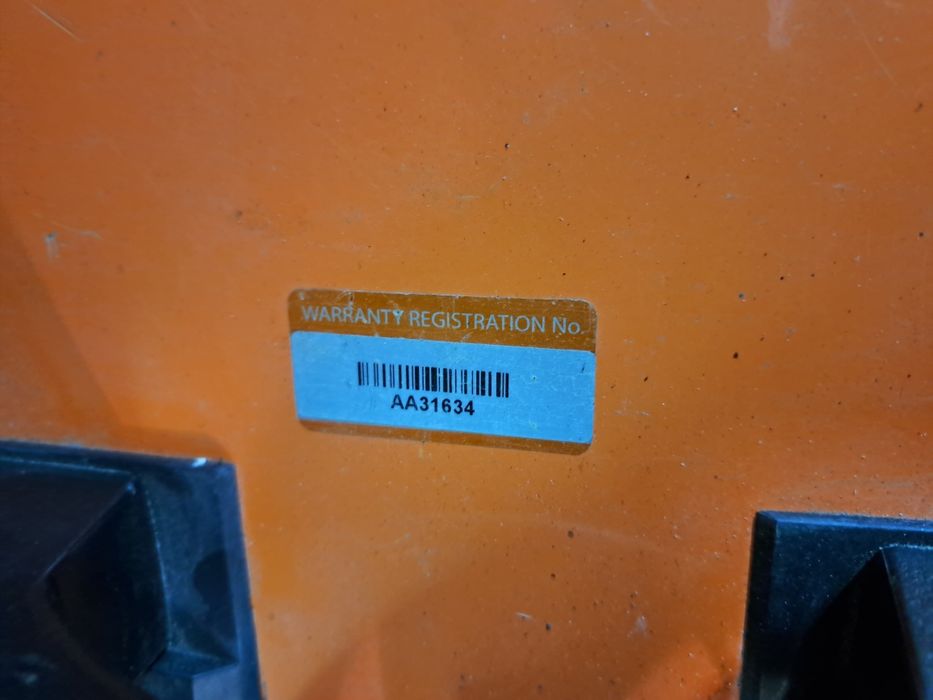 WARRANTY REGISTRATION No.
AA31634